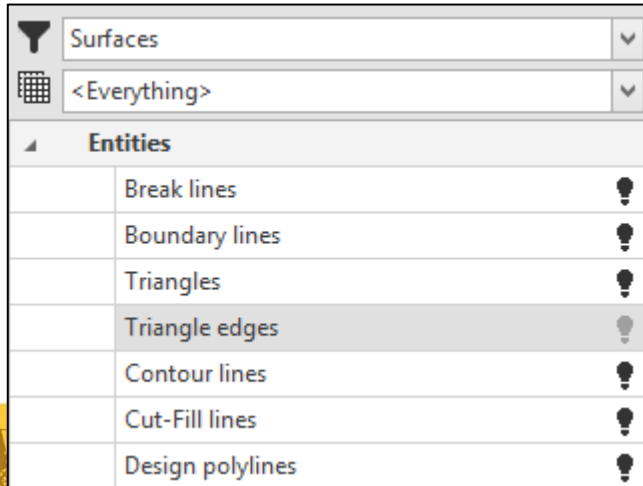 Surfaces
<Everything>
Entities
Break lines
Boundary lines
Triangles
Triangle edges
Contour lines
Cut-Fill lines
Design polylines